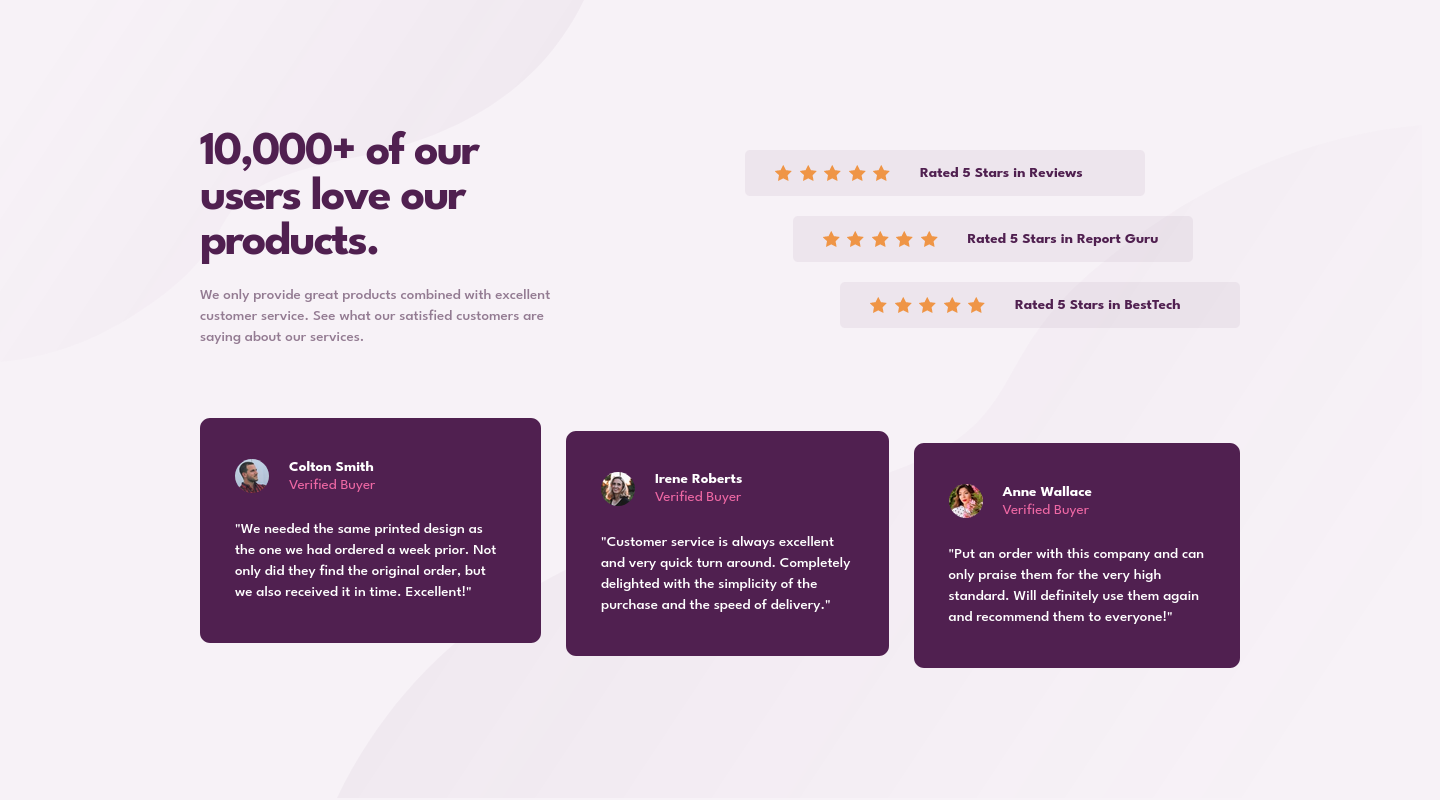 10,000+ of our
users love our
products.
We only provide great products combined with excellent
customer service. See what our satisfied customers are
saying about our services.
Rated 5 Stars in Reviews
Rated 5 Stars in Report Guru
Rated 5 Stars in BestTech
Colton Smith
Verified Buyer
"We needed the same printed design as
the one we had ordered a week prior. Not
only did they find the original order, but
we also received it in time. Excellent!"
Irene Roberts
Verified Buyer
"Customer service is always excellent
and very quick turn around. Completely
delighted with the simplicity of the
purchase and the speed of delivery."
Anne Wallace
Verified Buyer
"Put an order with this company and can
only praise them for the very high
standard. Will definitely use them again
and recommend them to everyone!"